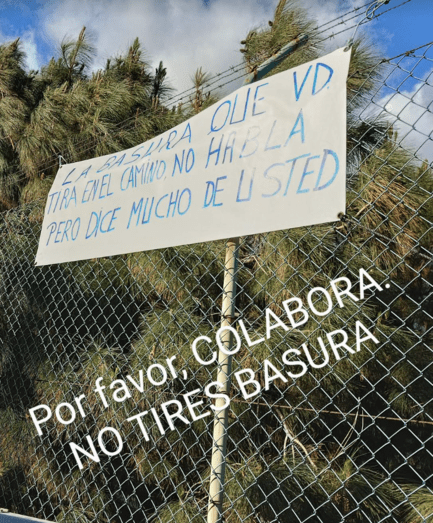 LA BASURA QUE VD.
TIRA EN EL CAMINO, NO HABLA
PERO DICE MUCHO DE USTED
Por favor, COLABORA.
NO TIRES BASURA